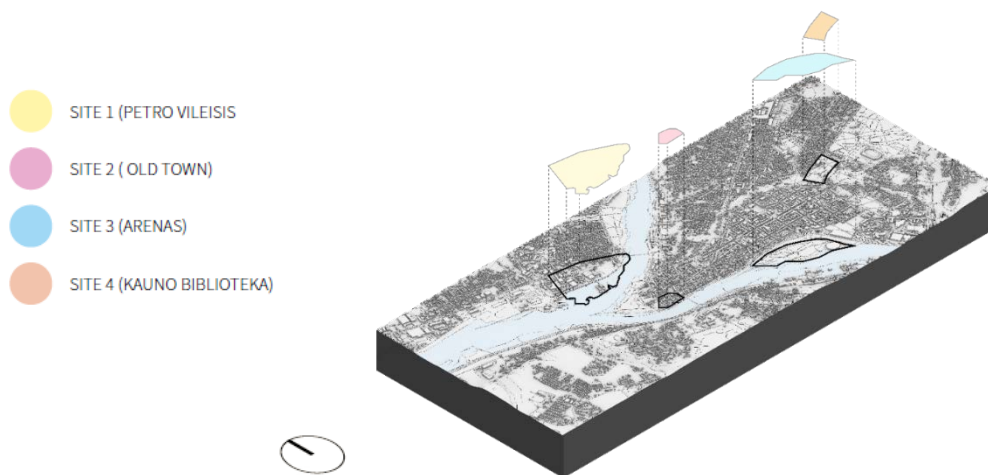 SITE 1 (PETRO VILEISIS
SITE 2 ( OLD TOWN)
SITE 3 (ARENAS)
SITE 4 (KAUNO BIBLIOTEKA)